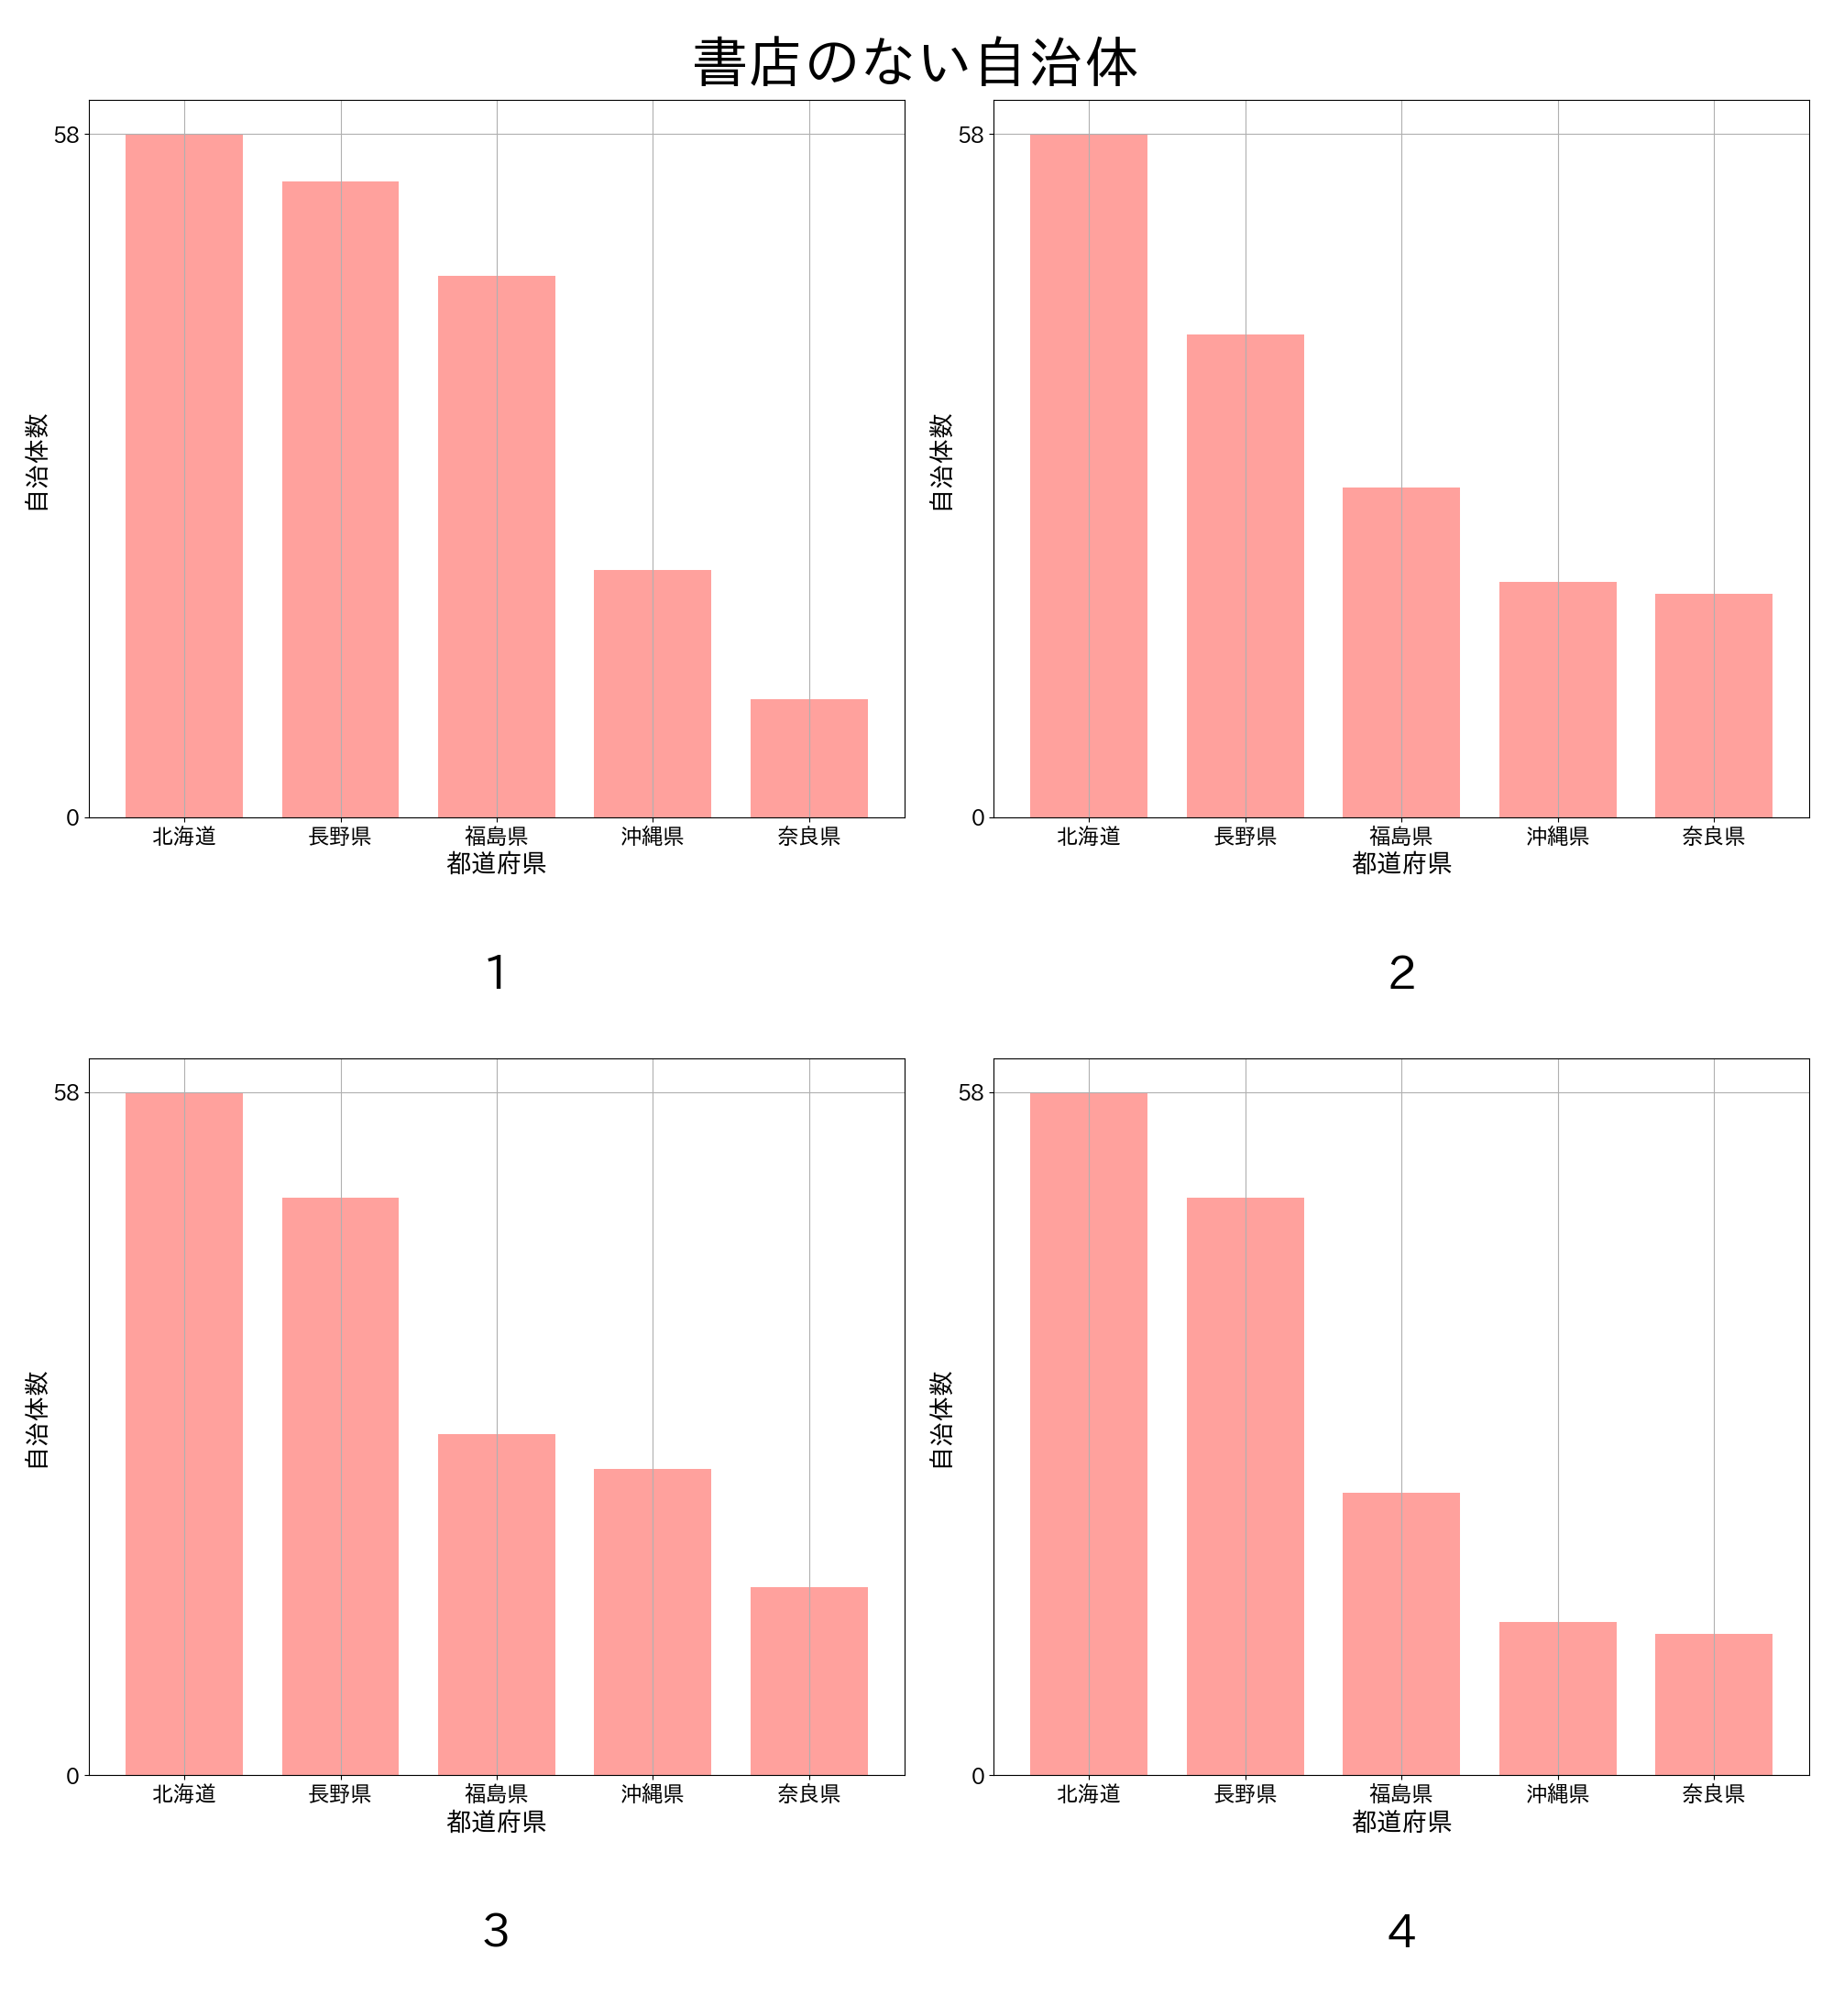 書店のない自治体
58
0
自治体数
北海道 長野県 福島県 沖縄県 奈良県
都道府県
1
58
0
自治体数
北海道 長野県 福島県 沖縄県 奈良県
都道府県
2
58
0
自治体数
北海道 長野県 福島県 沖縄県 奈良県
都道府県
3
58
0
自治体数
北海道 長野県 福島県 沖縄県 奈良県
都道府県
4